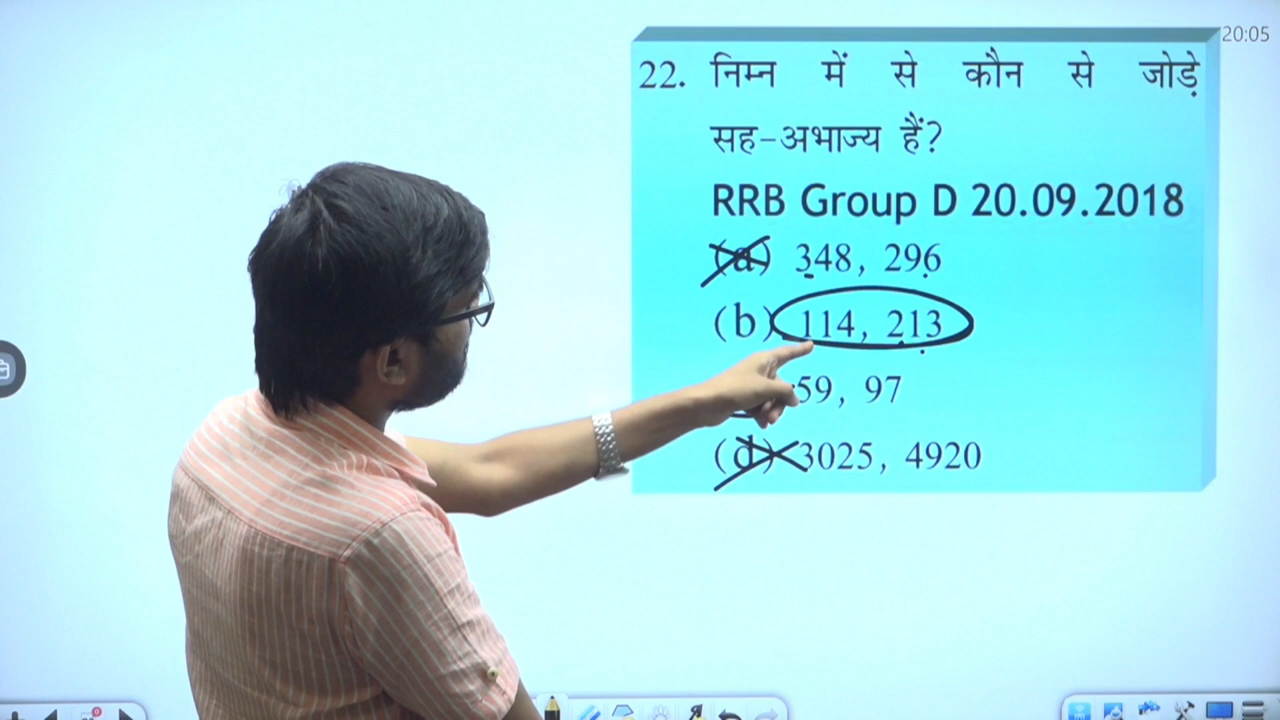 20:05
22. निम्न में से कौन से जोड़े
सह-अभाज्य हैं?
RRB Group D 20.09.2018
(a) 348, 296
(b) 114, 213
59, 97
(d) 3025, 4920